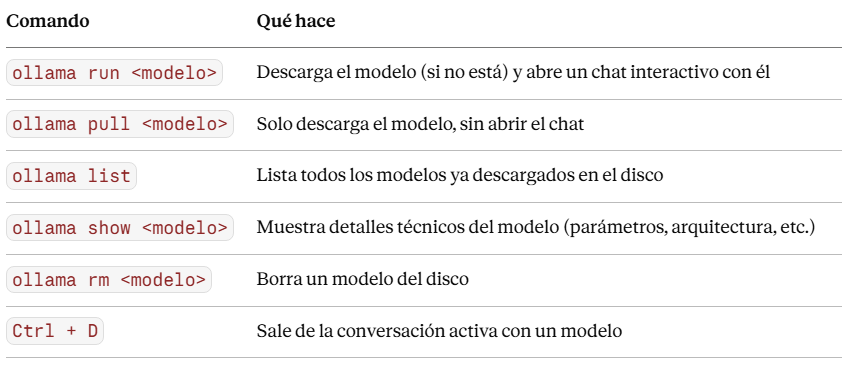 Comando Qué hace
ollama run <modelo> Descarga el modelo (si no está) y abre un chat interactivo con él
ollama pull <modelo> Solo descarga el modelo, sin abrir el chat
ollama list Lista todos los modelos ya descargados en el disco
ollama show <modelo> Muestra detalles técnicos del modelo (parámetros, arquitectura, etc.)
ollama rm <modelo> Borra un modelo del disco
Ctrl + D Sale de la conversación activa con un modelo